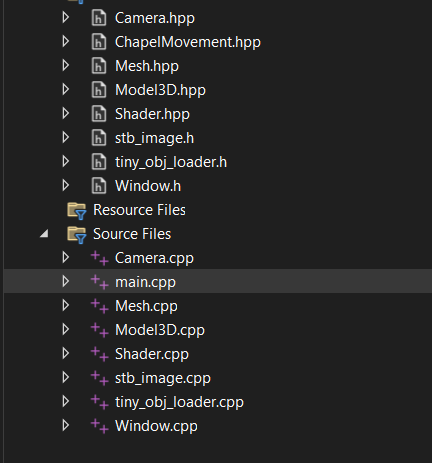 Camera.hpp
ChapelMovement.hpp
Mesh.hpp
Model3D.hpp
Shader.hpp
stb_image.h
tiny_obj_loader.h
Window.h
Resource Files
Source Files
Camera.cpp
main.cpp
Mesh.cpp
Model3D.cpp
Shader.cpp
stb_image.cpp
tiny_obj_loader.cpp
Window.cpp